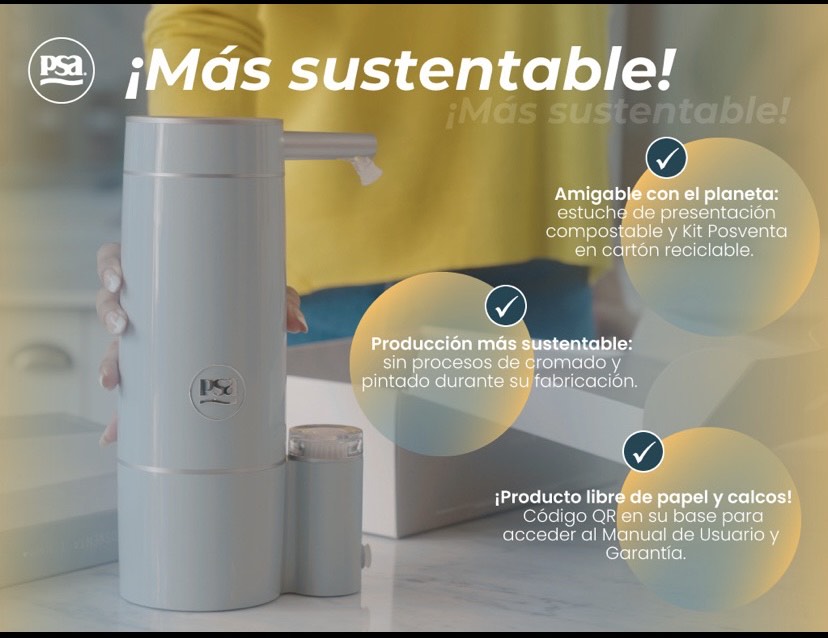 psa
¡Más sustentable!
¡Más sustentable!
Amigable con el planeta:
estuche de presentación
compostable y Kit Posventa
en cartón reciclable.
Producción más sustentable:
sin procesos de cromado y
pintado durante su fabricación.
psa
¡Producto libre de papel y calcos!
Código QR en su base para
acceder al Manual de Usuario y
Garantía.